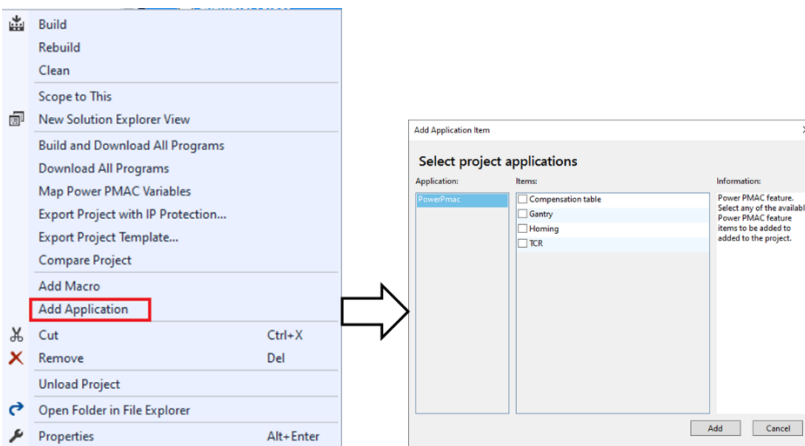 Build
Rebuild
Clean
Scope to This
New Solution Explorer View
Build and Download All Programs
Download All Programs
Map Power PMAC Variables
Export Project with IP Protection...
Export Project Template...
Compare Project
Add Macro
Add Application
Cut Ctrl+X
Remove Del
Unload Project
Open Folder in File Explorer
Properties Alt+Enter
Add Application Item
Select project applications
Application: Items: Information:
PowerPmac
Compensation table
Gantry
Homing
TCR
Power PMAC feature.
Select any of the availabl
Power PMAC feature
items to be added to
added to the project.
Add Cancel